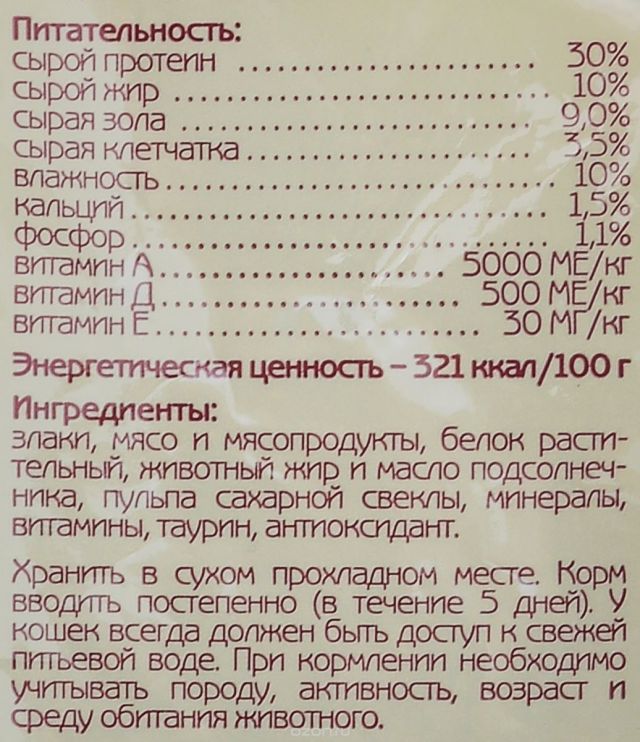 Питательность:
сырой протеин .............................. 30%
сырой жир .................................... 10%
сырая зола .................................. 9,0%
сырая клетчатка .......................... 3,5%
влажность .................................... 10%
кальций ........................................ 1,5%
фосфор ........................................ 1,1%
витамин А .......................... 5000 МЕ/кг
витамин Д ............................ 500 МЕ/кг
витамин Е .............................. 30 МГ/кг
Энергетическая ценность – 321 ккал/100 г
Ингредиенты:
злаки, мясо и мясопродукты, белок расти-
тельный, животный жир и масло подсолнеч-
ника, пульпа сахарной свеклы, минералы,
витамины, таурин, антиоксидант.
Хранить в сухом прохладном месте. Корм
вводить постепенно (в течение 5 дней). У
кошек всегда должен быть доступ к свежей
питьевой воде. При кормлении необходимо
учитывать породу, активность, возраст и
среду обитания животного.
ozon.ru